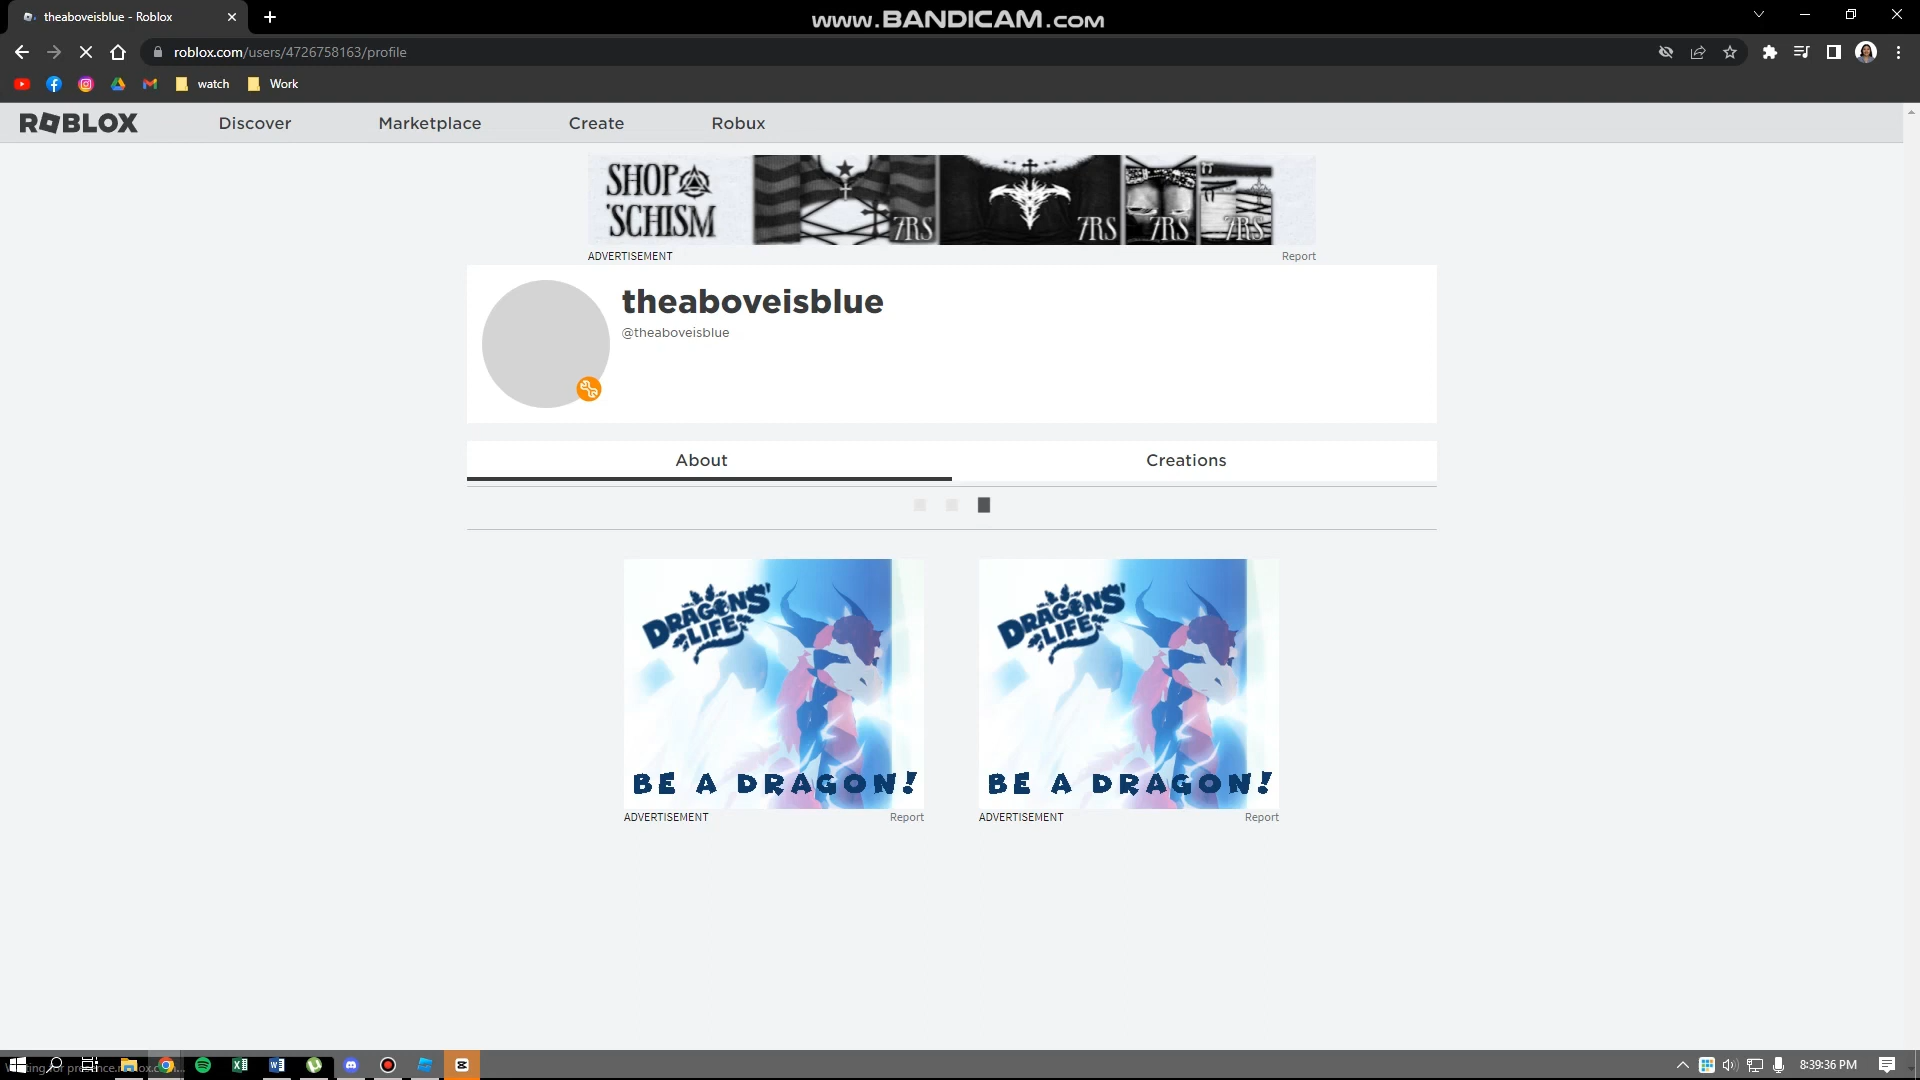 theaboveisblue - Roblox
www.BANDICAM.com
roblox.com/users/4726758163/profile
watch
Work
ROBLOX
Discover
Marketplace
Create
Robux
SHOP
'SCHISM
7RS
7RS
7RS
7RS
ADVERTISEMENT
Report
theaboveisblue
@theaboveisblue
About
Creations
DRAGONS'
LIFE
BE A DRAGON!
ADVERTISEMENT
Report
DRAGONS'
LIFE
BE A DRAGON!
ADVERTISEMENT
Report
8:39:36 PM